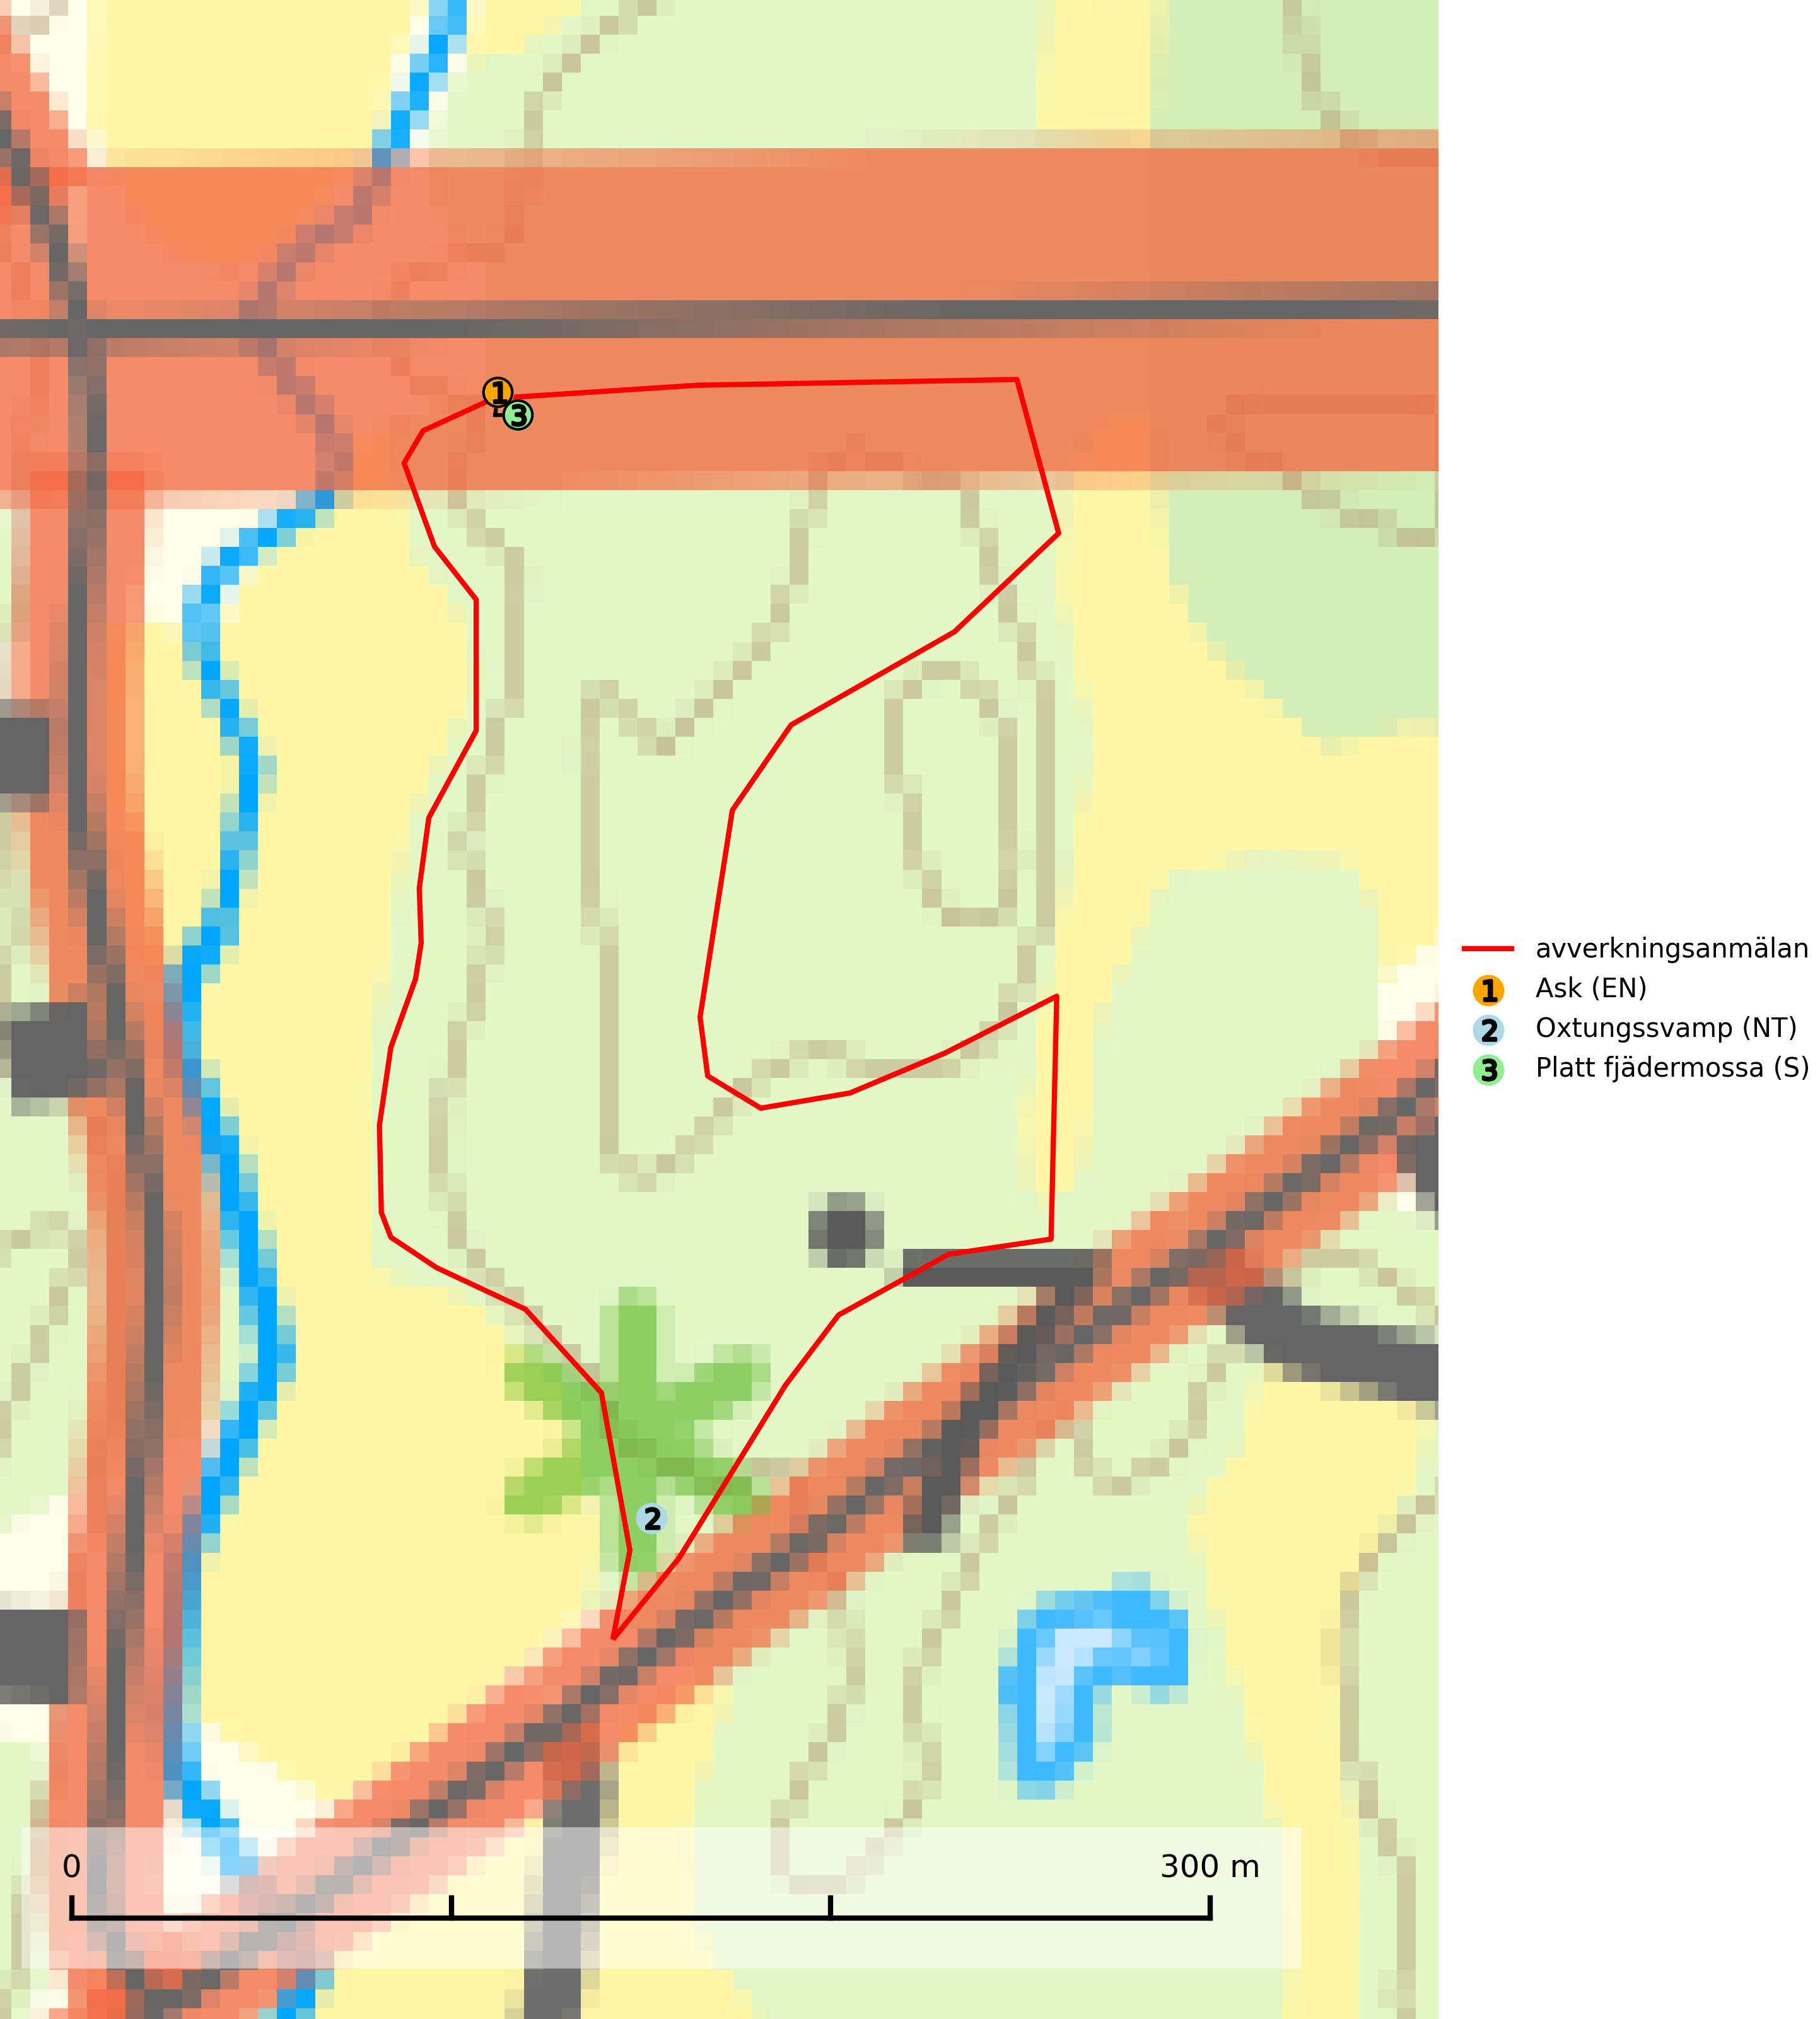 1
3
2
avverkningsanmälan
1 Ask (EN)
2 Oxtungssvamp (NT)
3 Platt fjädermossa (S)
0 300 m